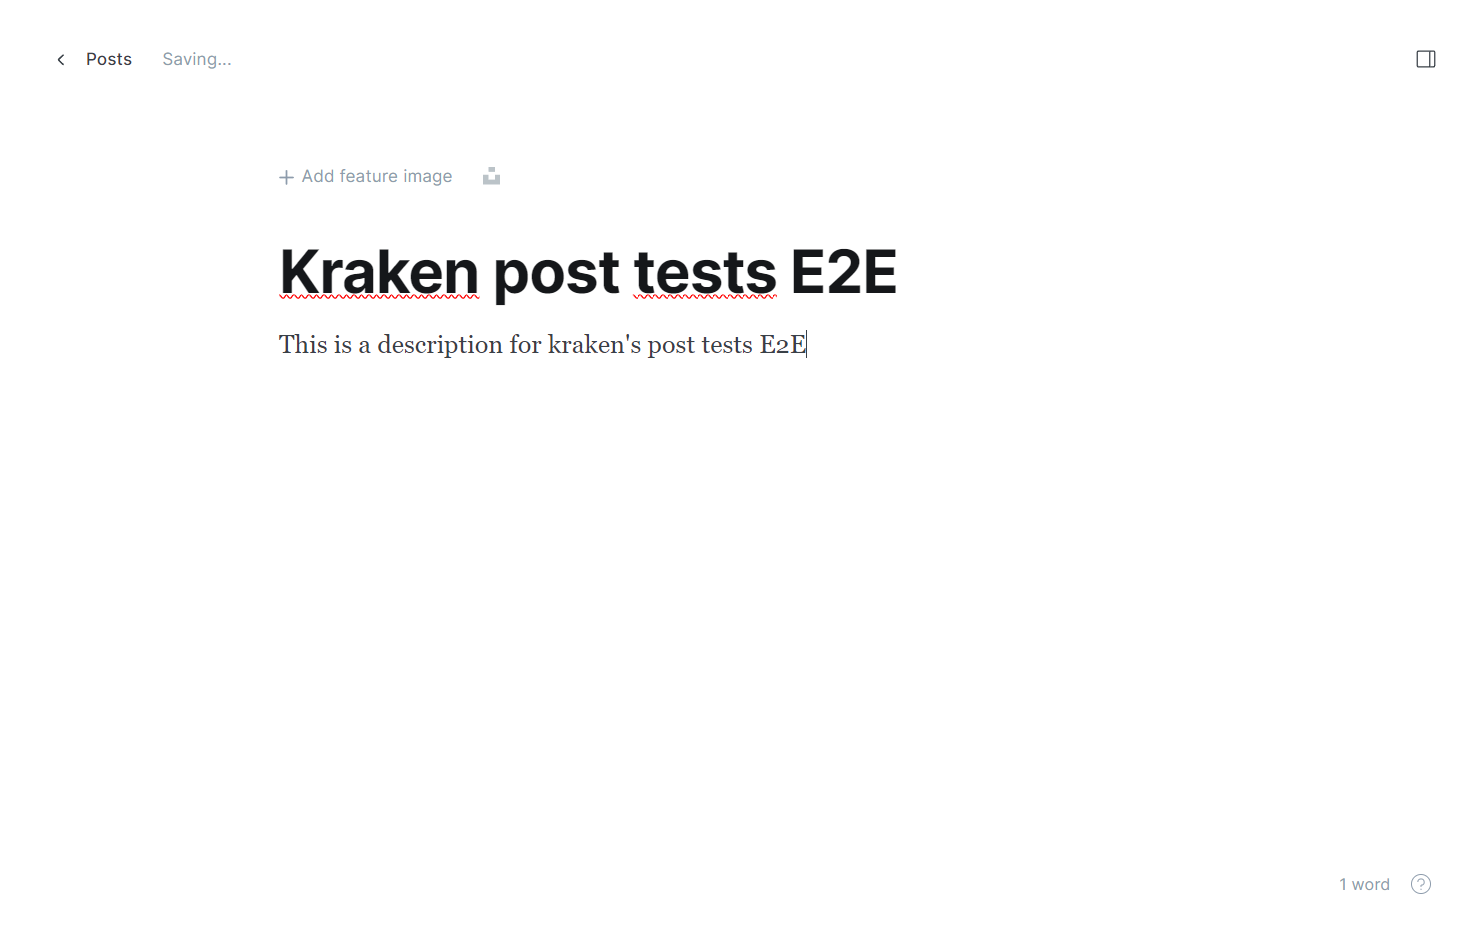 Posts Saving...
Add feature image
Kraken post tests E2E
This is a description for kraken's post tests E2E
1 word